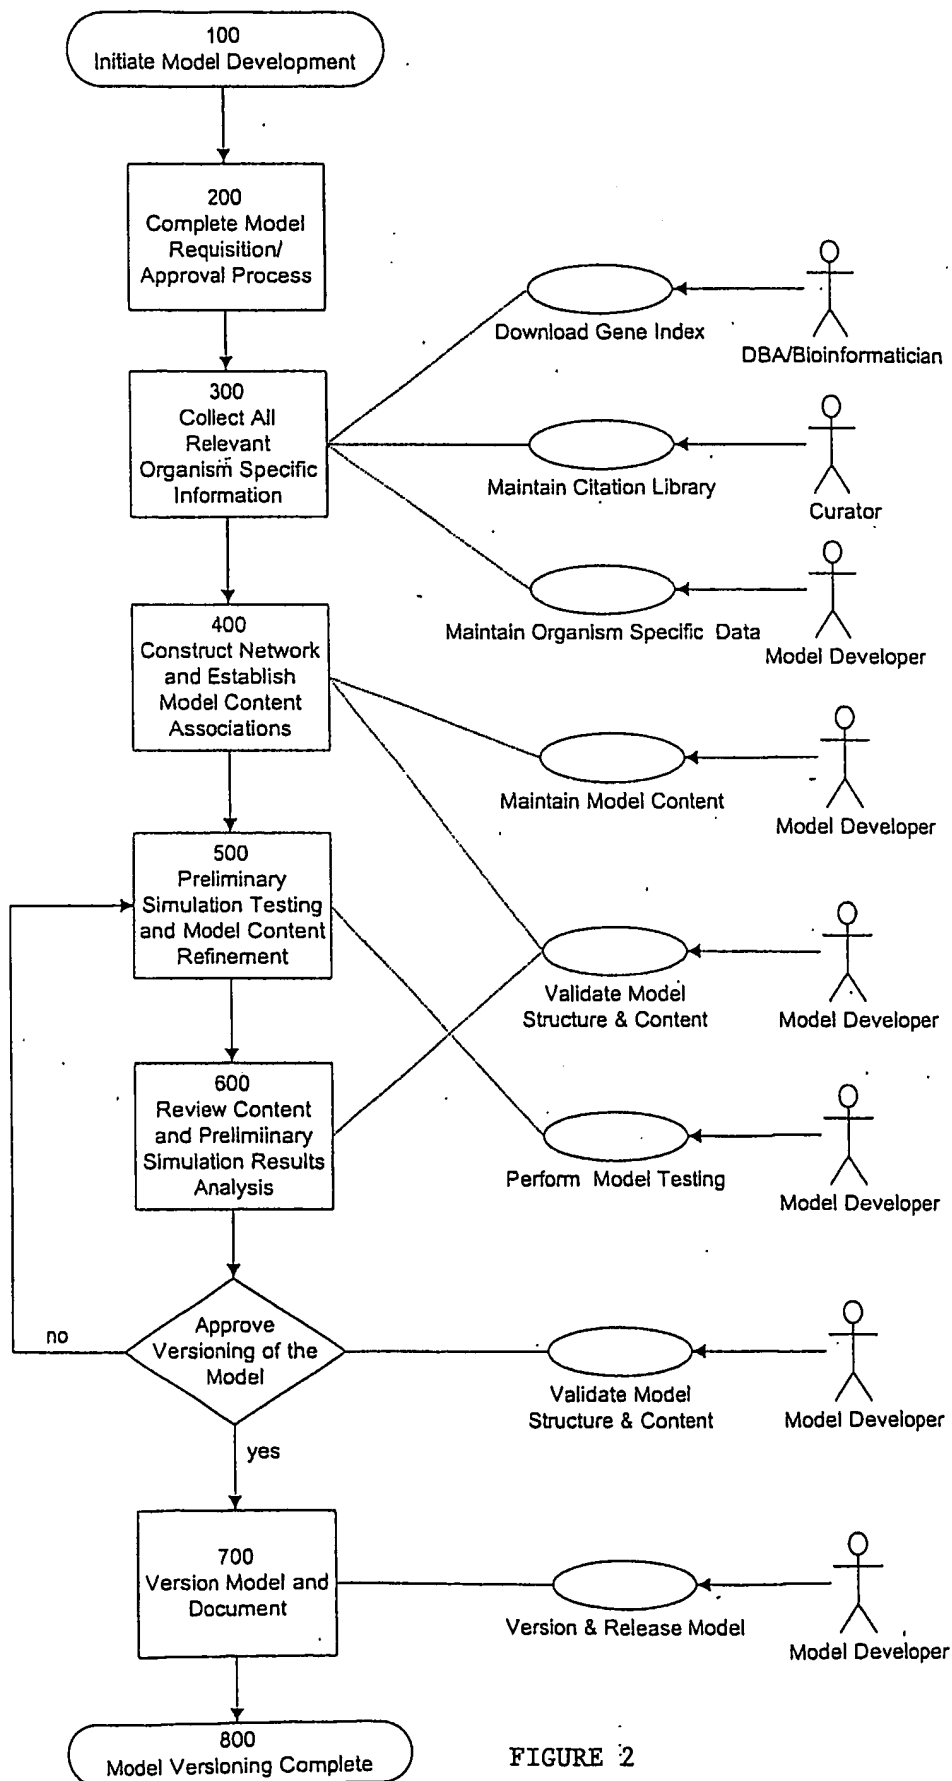 100
Initiate Model Development
200
Complete Model
Requisition/
Approval Process
300
Collect All
Relevant
Organism Specific
Information
Download Gene Index
DBA/Bioinformatician
Maintain Citation Library
Curator
Maintain Organism Specific Data
Model Developer
400
Construct Network
and Establish
Model Content
Associations
Maintain Model Content
Model Developer
500
Preliminary
Simulation Testing
and Model Content
Refinement
Validate Model
Structure & Content
Model Developer
600
Review Content
and Prelimiinary
Simulation Results
Analysis
Perform Model Testing
Model Developer
Approve
Versioning of the
Model
no
yes
Validate Model
Structure & Content
Model Developer
700
Version Model and
Document
Version & Release Model
Model Developer
800
Model Versioning Complete
FIGURE 2